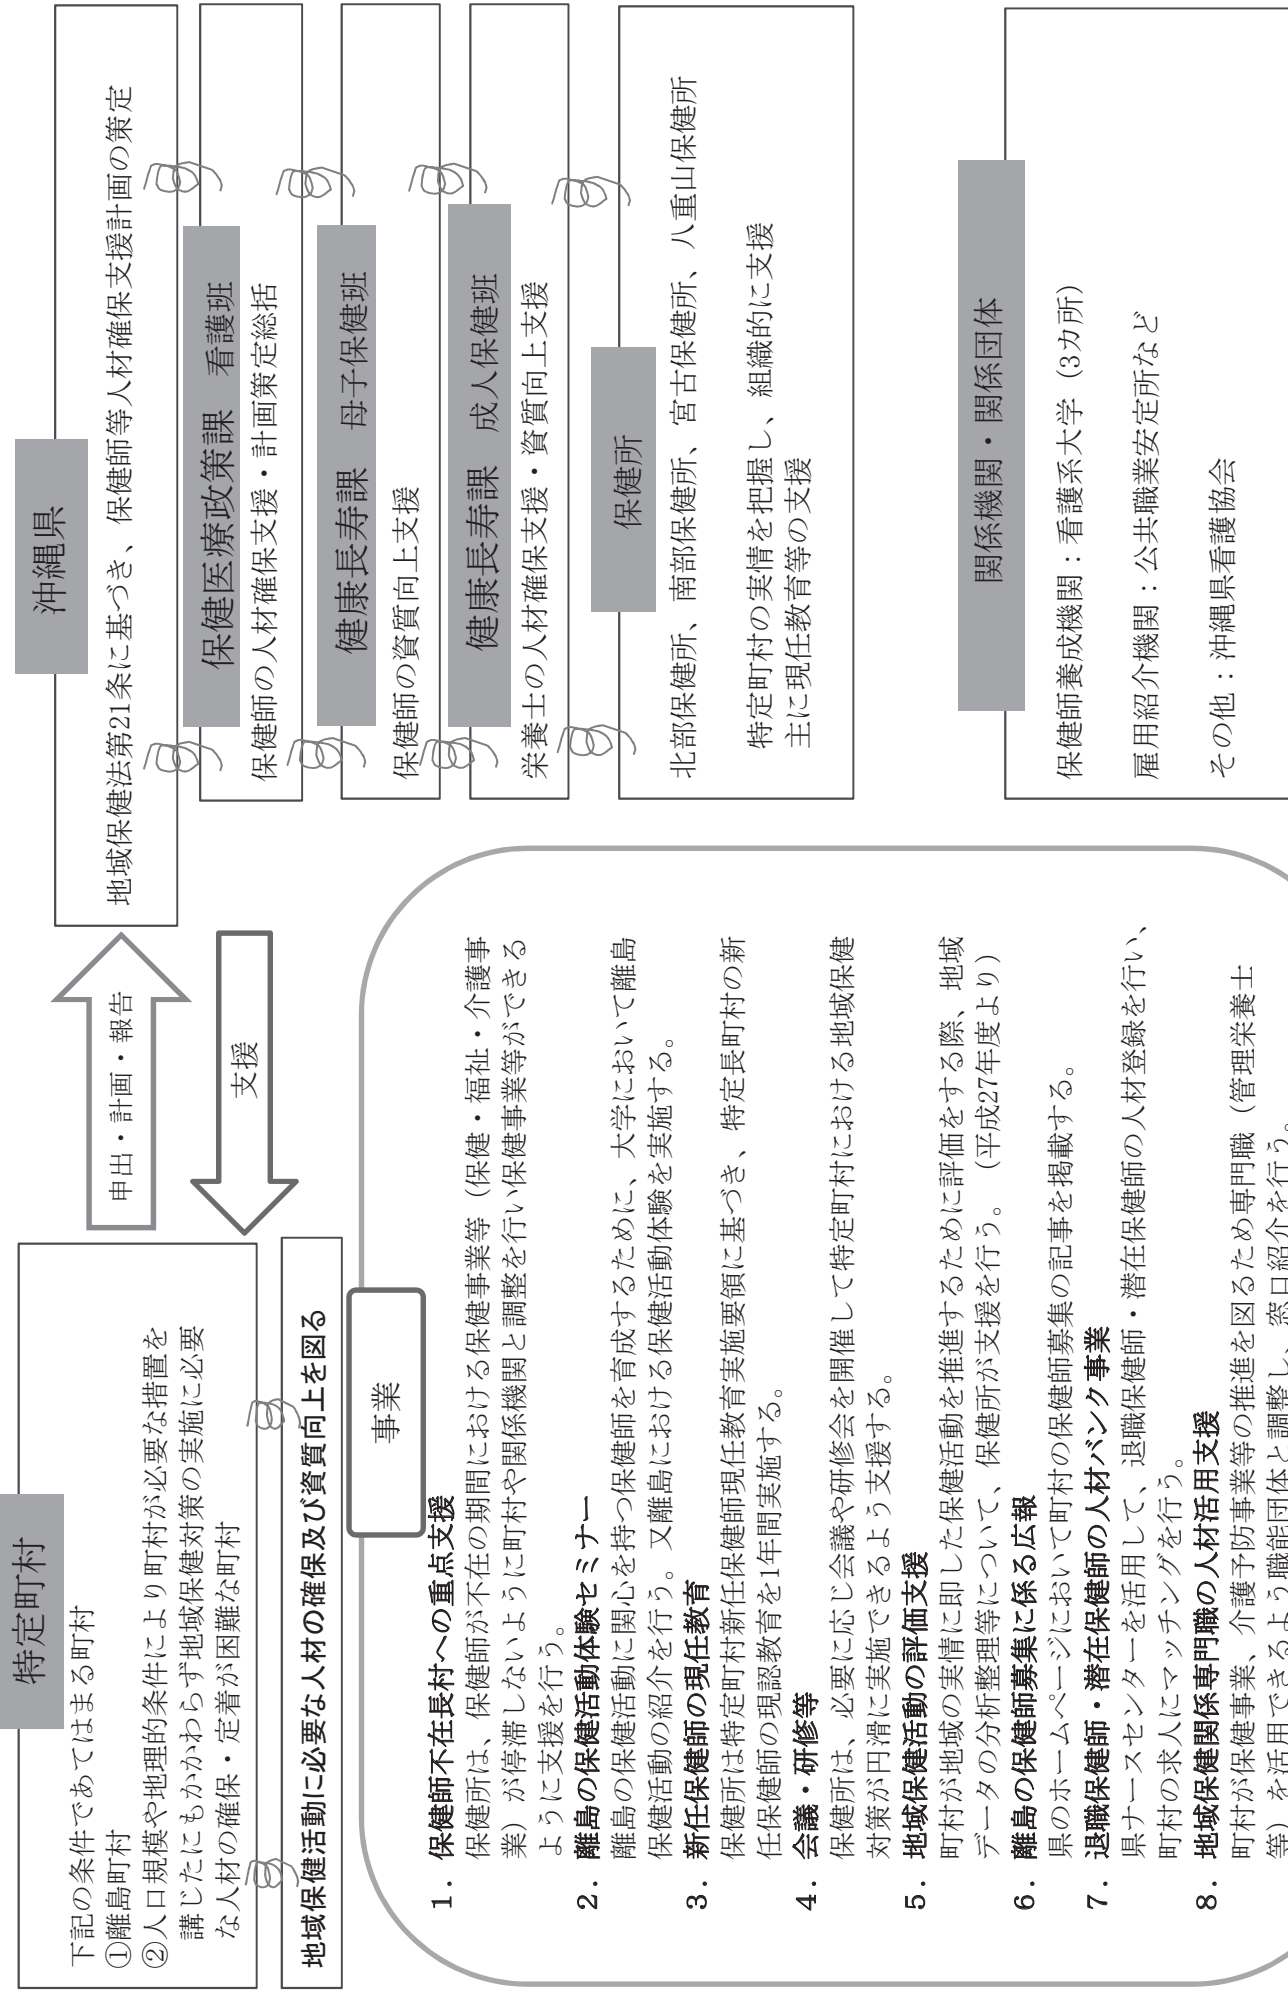 特定町村
下記の条件であてはまる町村
①離島町村
②人口規模や地理的条件により町村が必要な措置を
講じたにもかかわらず地域保健対策の実施に必要
な人材の確保・定着が困難な町村
地域保健活動に必要な人材の確保及び資質向上を図る
申出・計画・報告
支援
沖縄県
地域保健法第21条に基づき、保健師等人材確保支援計画の策定
保健医療政策課　看護班
保健師の人材確保支援・計画策定総括
健康長寿課　母子保健班
保健師の資質向上支援
健康長寿課　成人保健班
栄養士の人材確保支援・資質向上支援
保健所
北部保健所、南部保健所、宮古保健所、八重山保健所
特定町村の実情を把握し、組織的に支援
主に現任教育等の支援
関係機関・関係団体
保健師養成機関：看護系大学（3カ所）
雇用紹介機関：公共職業安定所など
その他：沖縄県看護協会
事業
1. 保健師不在長村への重点支援
保健所は、保健師が不在の期間における保健事業等（保健・福祉・介護事
業）が停滞しないように町村や関係機関と調整を行い保健事業等ができる
ように支援を行う。
2. 離島の保健活動体験セミナー
離島の保健活動に関心を持つ保健師を育成するために、大学において離島
保健活動の紹介を行う。又離島における保健活動体験を実施する。
3. 新任保健師の現任教育
保健所は特定町村新任保健師現任教育実施要領に基づき、特定長町村の新
任保健師の現認教育を1年間実施する。
4. 会議・研修等
保健所は、必要に応じ会議や研修会を開催して特定町村における地域保健
対策が円滑に実施できるよう支援する。
5. 地域保健活動の評価支援
町村が地域の実情に即した保健活動を推進するために評価をする際、地域
データの分析整理等について、保健所が支援を行う。（平成27年度より）
6. 離島の保健師募集に係る広報
県のホームページにおいて町村の保健師募集の記事を掲載する。
7. 退職保健師・潜在保健師の人材バンク事業
県ナースセンターを活用して、退職保健師・潜在保健師の人材登録を行い、
町村の求人にマッチングを行う。
8. 地域保健関係専門職の人材活用支援
町村が保健事業、介護予防事業等の推進を図るため専門職（管理栄養士
等）を活用できるよう職能団体と調整し、窓口紹介を行う。